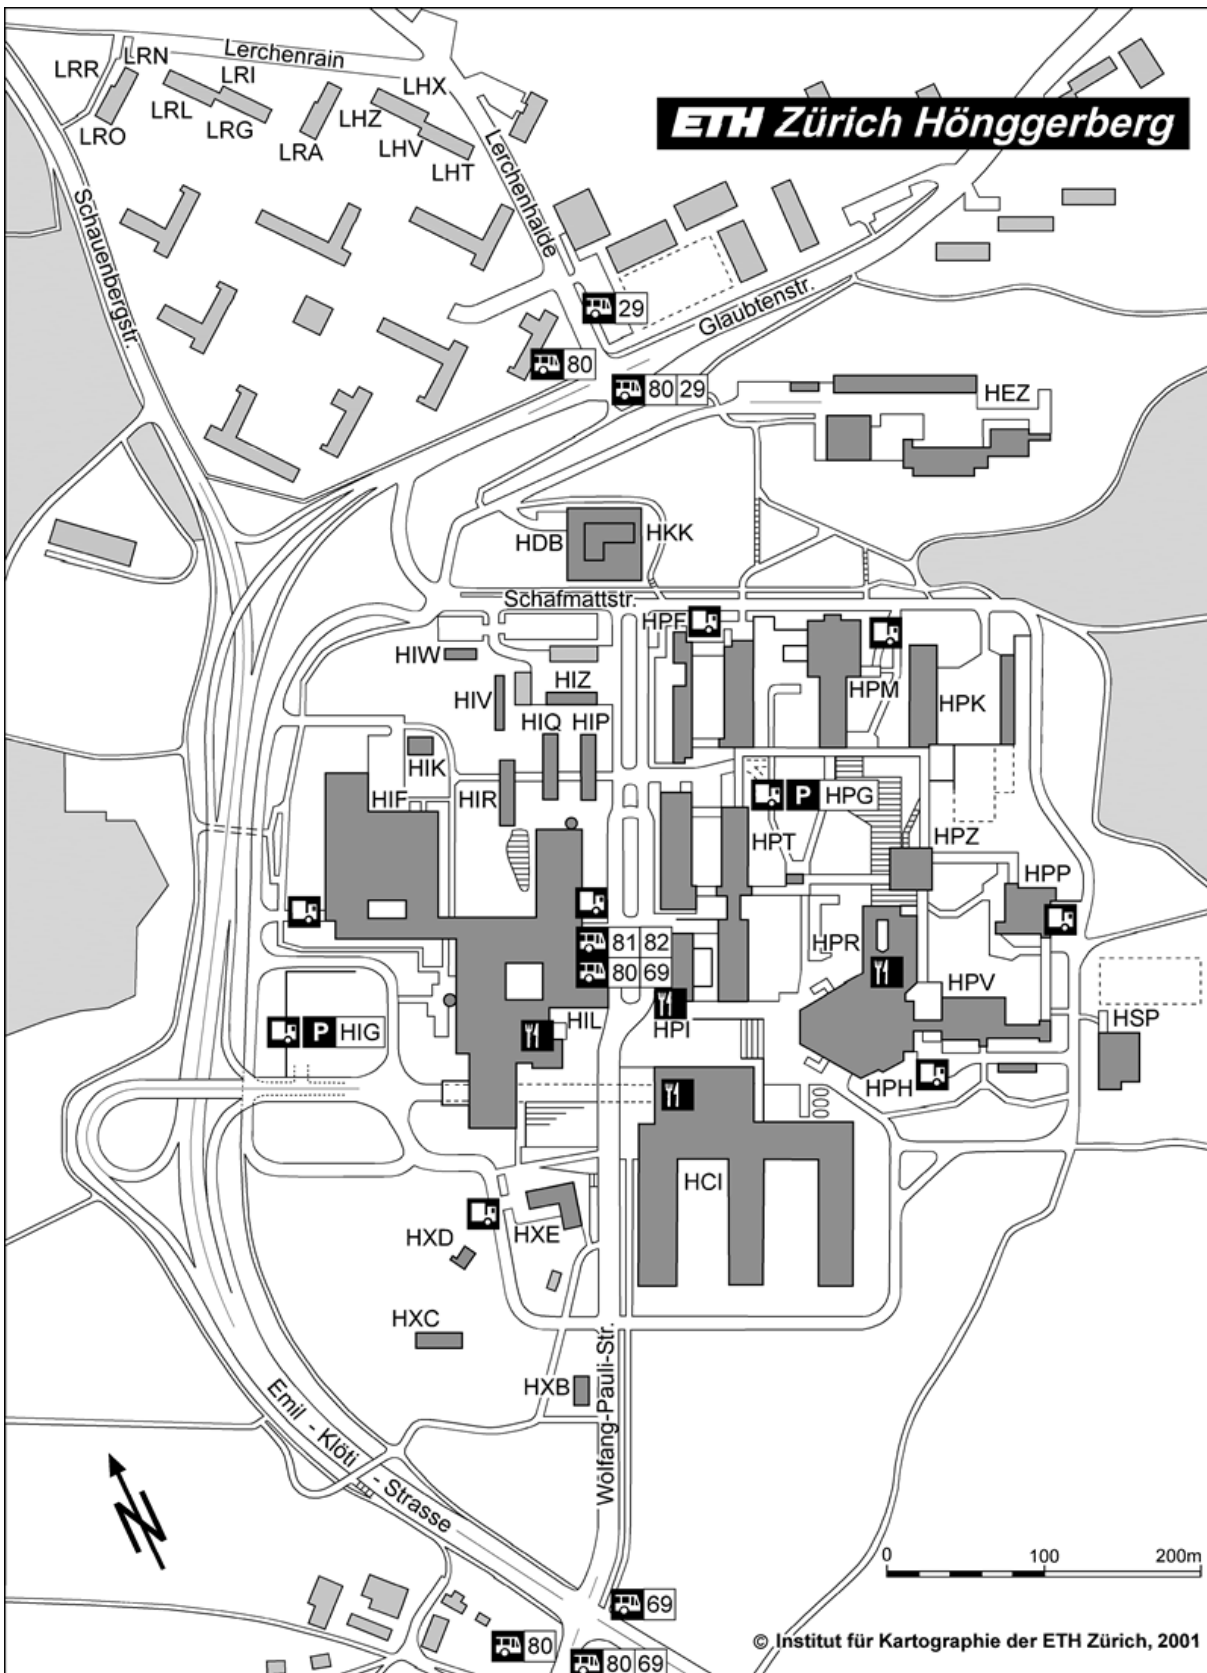 Lerchenrain
LRN
LRR
LRI
LHX
LRL
LRG
LHZ
LRO
LRA
LHV
LHT
ETH Zürich Hönggerberg
Lerchenhalde
Schauenbergstr.
29
Glaubtenstr.
80
80 29
HEZ
HDB
HKK
Schafmattstr.
HPF
HIW
HIZ
HPM
HIV
HPK
HIQ HIP
HIK
HIF
HIR
P HPG
HPT
HPZ
HPP
81 82
HPR
80 69
HPV
HIL
HPI
HSP
P HIG
HPH
HCI
HXD
HXE
HXC
HXB
Wolfang-Pauli-Str.
Emil - Klöti - Strasse
N
0 100 200m
69
80
80 69
© Institut für Kartographie der ETH Zürich, 2001